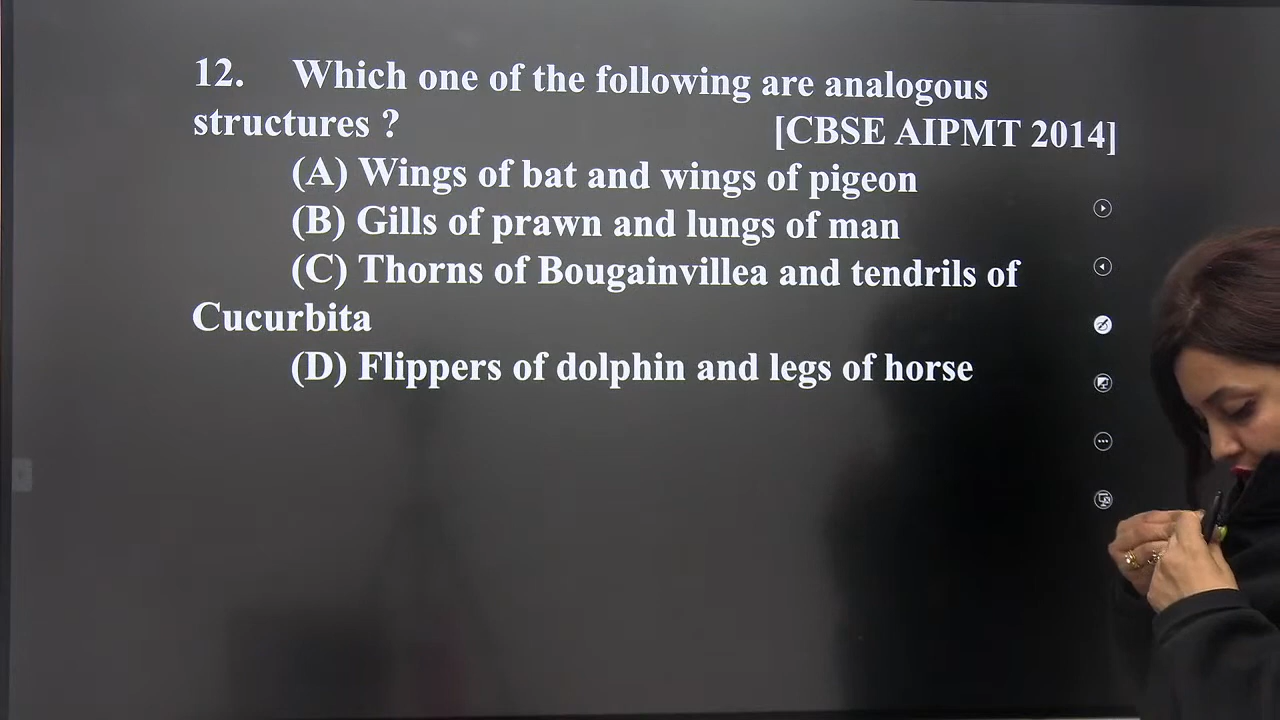 12. Which one of the following are analogous
structures ? [CBSE AIPMT 2014]
(A) Wings of bat and wings of pigeon
(B) Gills of prawn and lungs of man
(C) Thorns of Bougainvillea and tendrils of
Cucurbita
(D) Flippers of dolphin and legs of horse